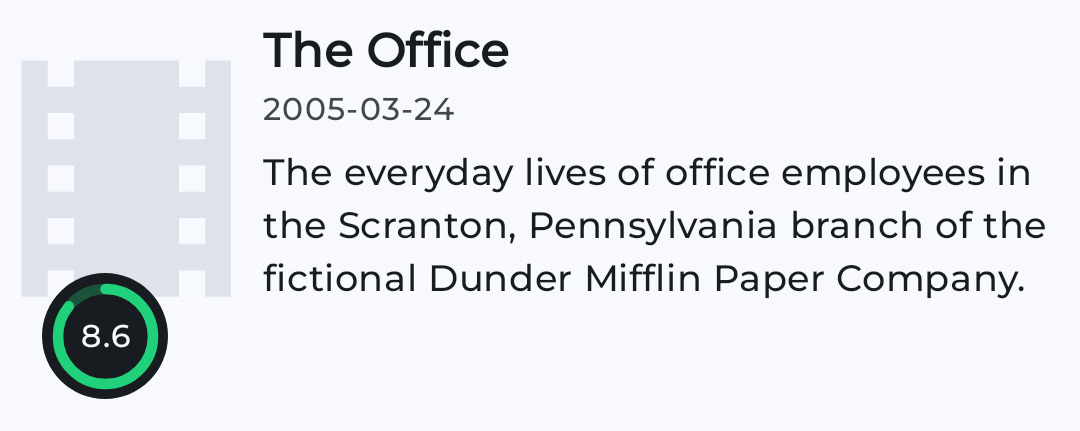 The Office
2005-03-24
The everyday lives of office employees in
the Scranton, Pennsylvania branch of the
fictional Dunder Mifflin Paper Company.
8.6